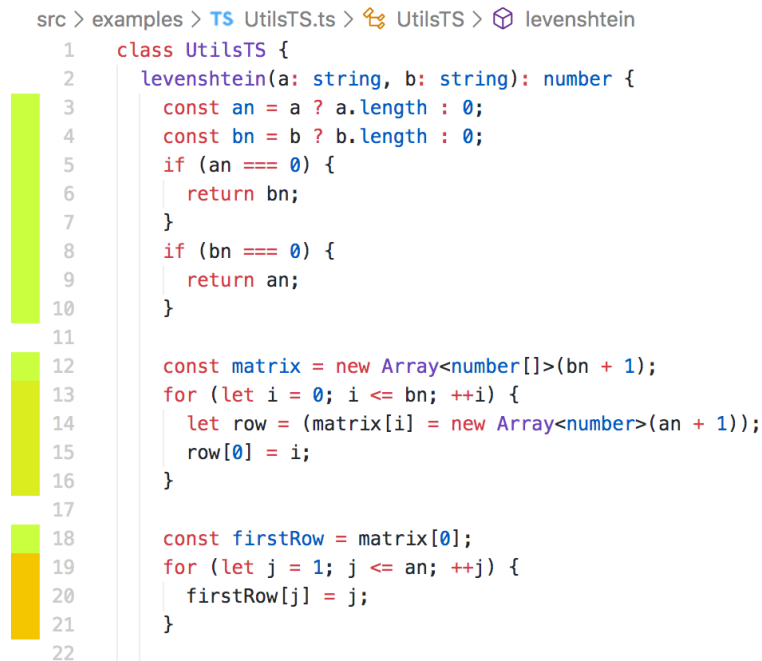 src > examples > TS UtilsTS.ts > UtilsTS > levenshtein
1 class UtilsTS {
2 levenshtein(a: string, b: string): number {
3 const an = a ? a.length : 0;
4 const bn = b ? b.length : 0;
5 if (an === 0) {
6 return bn;
7 }
8 if (bn === 0) {
9 return an;
10 }
11
12 const matrix = new Array<number[]>(bn + 1);
13 for (let i = 0; i <= bn; ++i) {
14 let row = (matrix[i] = new Array<number>(an + 1));
15 row[0] = i;
16 }
17
18 const firstRow = matrix[0];
19 for (let j = 1; j <= an; ++j) {
20 firstRow[j] = j;
21 }
22